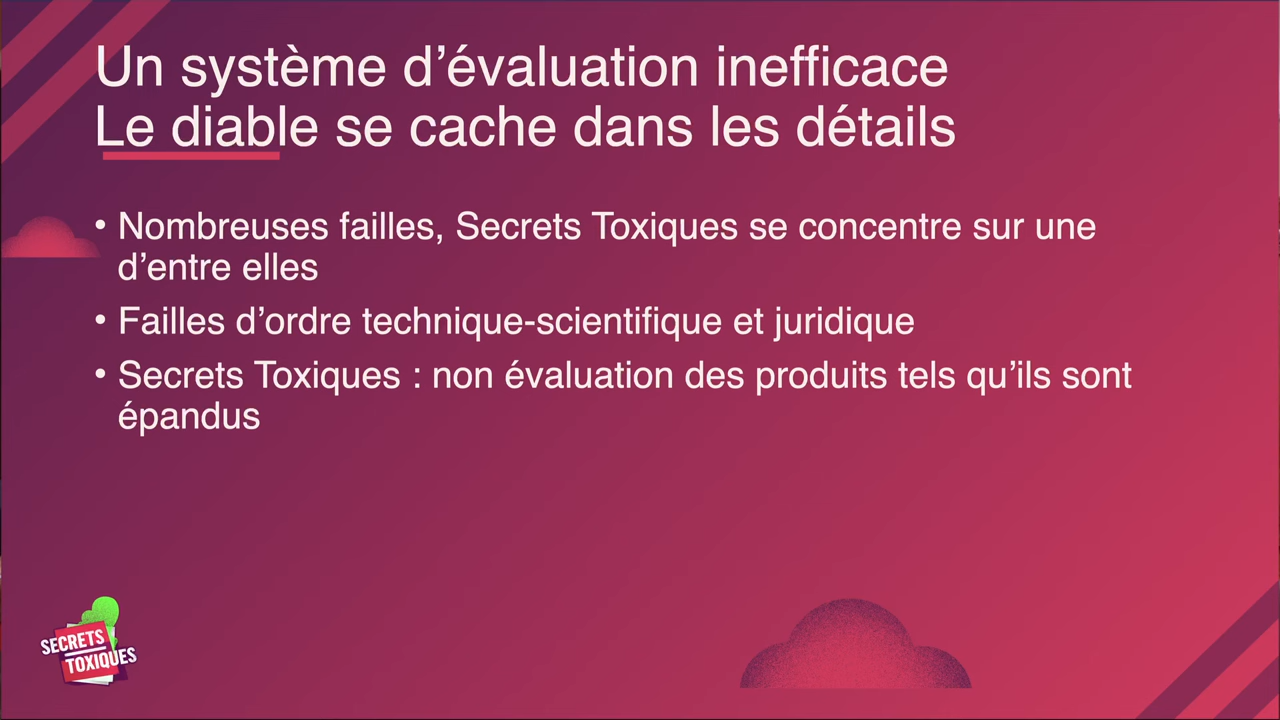 Un système d’évaluation inefficace
Le diable se cache dans les détails
• Nombreuses failles, Secrets Toxiques se concentre sur une
d’entre elles
• Failles d’ordre technique-scientifique et juridique
• Secrets Toxiques : non évaluation des produits tels qu’ils sont
épandus
SECRETS
TOXIQUES